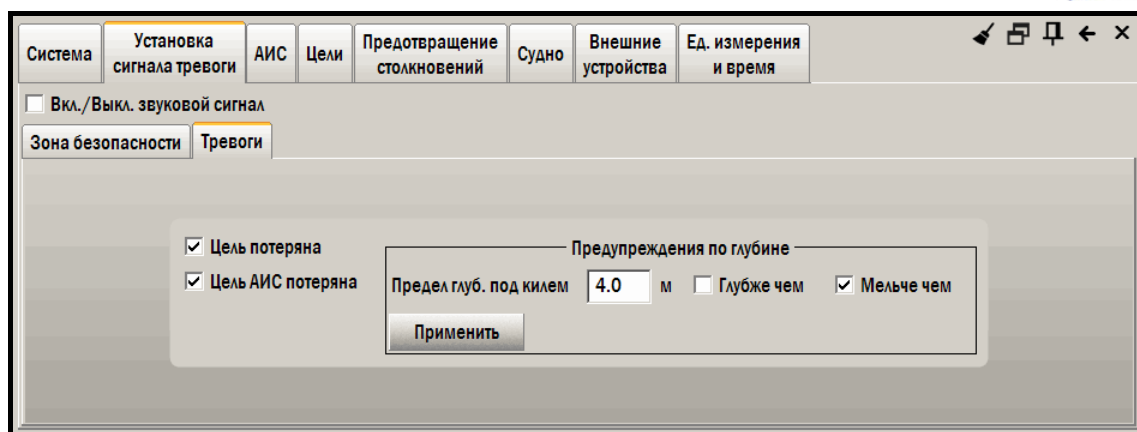 Система
Установка
сигнала тревоги
АИС
Цели
Предотвращение
столкновений
Судно
Внешние
устройства
Ед. измерения
и время
Вкл./Выкл. звуковой сигнал
Зона безопасности
Тревоги
Цель потеряна
Цель АИС потеряна
Предупреждения по глубине
Предел глуб. под килем 4.0 м Глубже чем Мельче чем
Применить